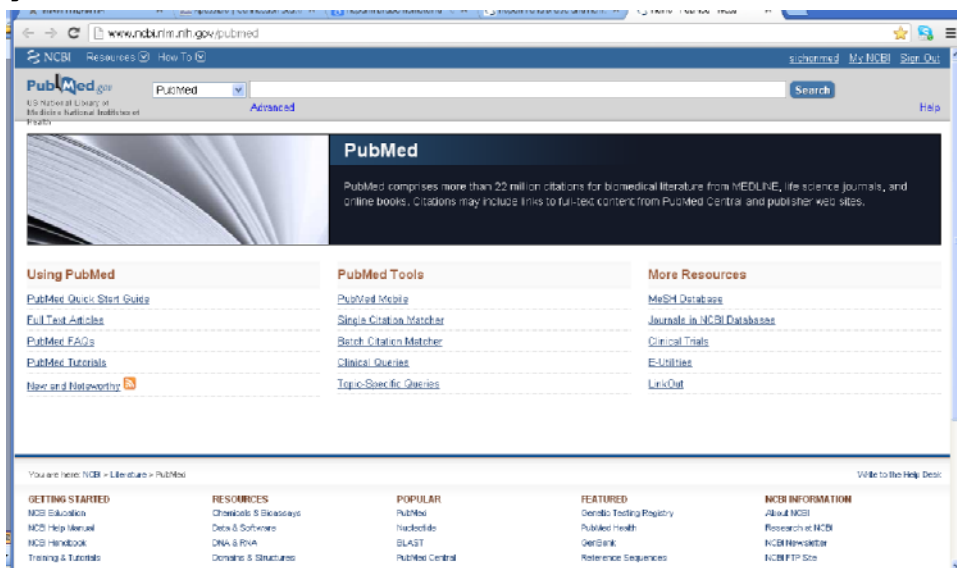 www.ncbi.nlm.nih.gov/pubmed
NCBI Resources How To sichenmed My NCBI Sign Out
PubMed.gov PubMed Search
US National Library of
Medicine National Institutes of
Health
Advanced Help
PubMed
PubMed comprises more than 22 million citations for biomedical literature from MEDLINE, life science journals, and
online books. Citations may include links to full-text content from PubMed Central and publisher web sites.
Using PubMed
PubMed Quick Start Guide
Full Text Articles
PubMed FAQs
PubMed Tutorials
New and Noteworthy
PubMed Tools
PubMed Mobile
Single Citation Matcher
Batch Citation Matcher
Clinical Queries
Topic-Specific Queries
More Resources
MeSH Database
Journals in NCBI Databases
Clinical Trials
E-Utilities
LinkOut
You are here: NCBI > Literature > PubMed Write to the Help Desk
GETTING STARTED
NCBI Education
NCBI Help Manual
NCBI Handbook
Training & Tutorials
RESOURCES
Chemicals & Bioassays
Data & Software
DNA & RNA
Domains & Structures
POPULAR
PubMed
Nucleotide
BLAST
PubMed Central
FEATURED
Genetic Testing Registry
PubMed Health
GenBank
Reference Sequences
NCBI INFORMATION
About NCBI
Research at NCBI
NCBI Newsletter
NCBI FTP Site